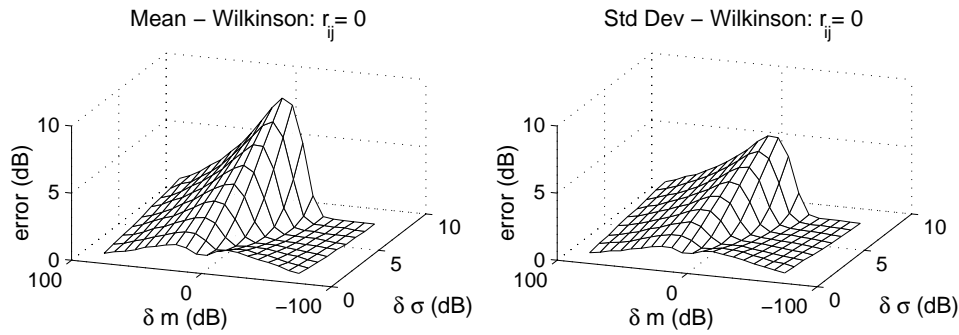 Mean − Wilkinson: r_ij = 0
10
5
0
error (dB)
100
0
−100
δ m (dB)
0
5
10
δ σ (dB)
Std Dev − Wilkinson: r_ij = 0
10
5
0
error (dB)
100
0
−100
δ m (dB)
0
5
10
δ σ (dB)